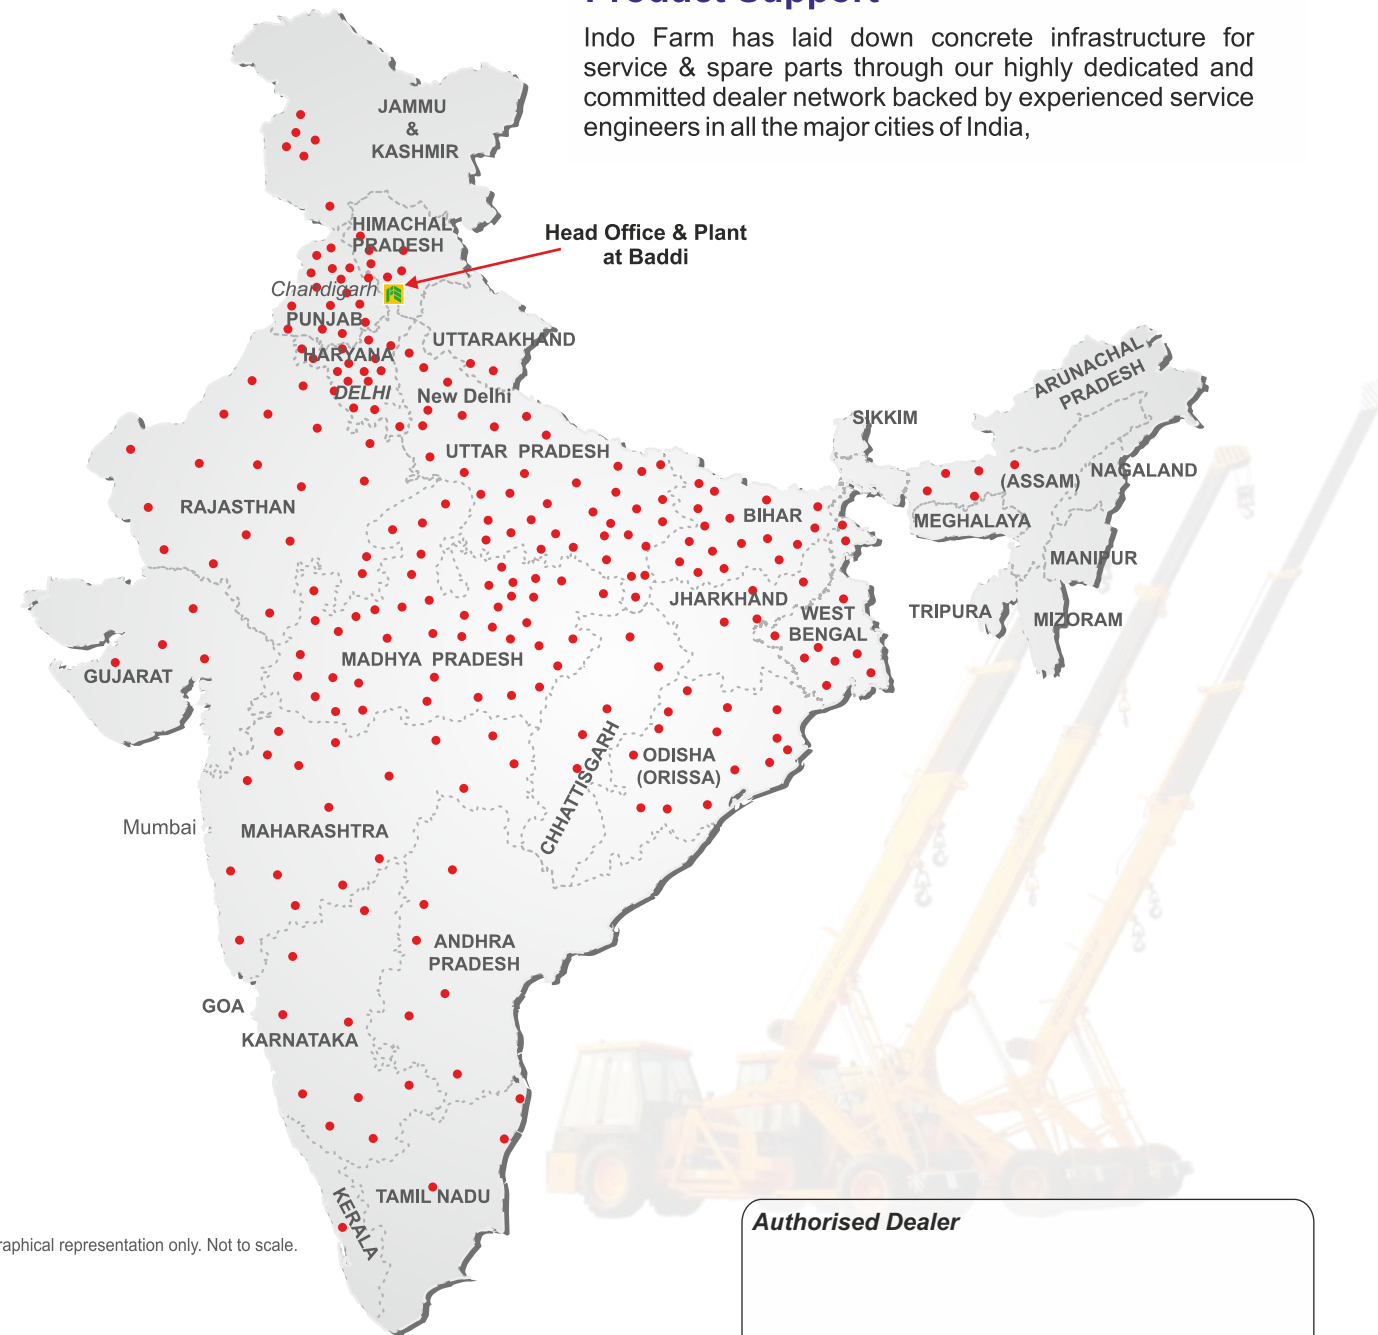 Product Support
Indo Farm has laid down concrete infrastructure for
service & spare parts through our highly dedicated and
committed dealer network backed by experienced service
engineers in all the major cities of India,
JAMMU
&
KASHMIR
HIMACHAL
PRADESH
Head Office & Plant
at Baddi
Chandigarh
PUNJAB
UTTARAKHAND
HARYANA
DELHI
New Delhi
ARUNACHAL
PRADESH
SIKKIM
UTTAR PRADESH
NAGALAND
(ASSAM)
RAJASTHAN
BIHAR
MEGHALAYA
MANIPUR
JHARKHAND
WEST
BENGAL
TRIPURA
MIZORAM
MADHYA PRADESH
GUJARAT
CHHATTISGARH
ODISHA
(ORISSA)
Mumbai
MAHARASHTRA
ANDHRA
PRADESH
GOA
KARNATAKA
TAMIL NADU
KERALA
raphical representation only. Not to scale.
Authorised Dealer